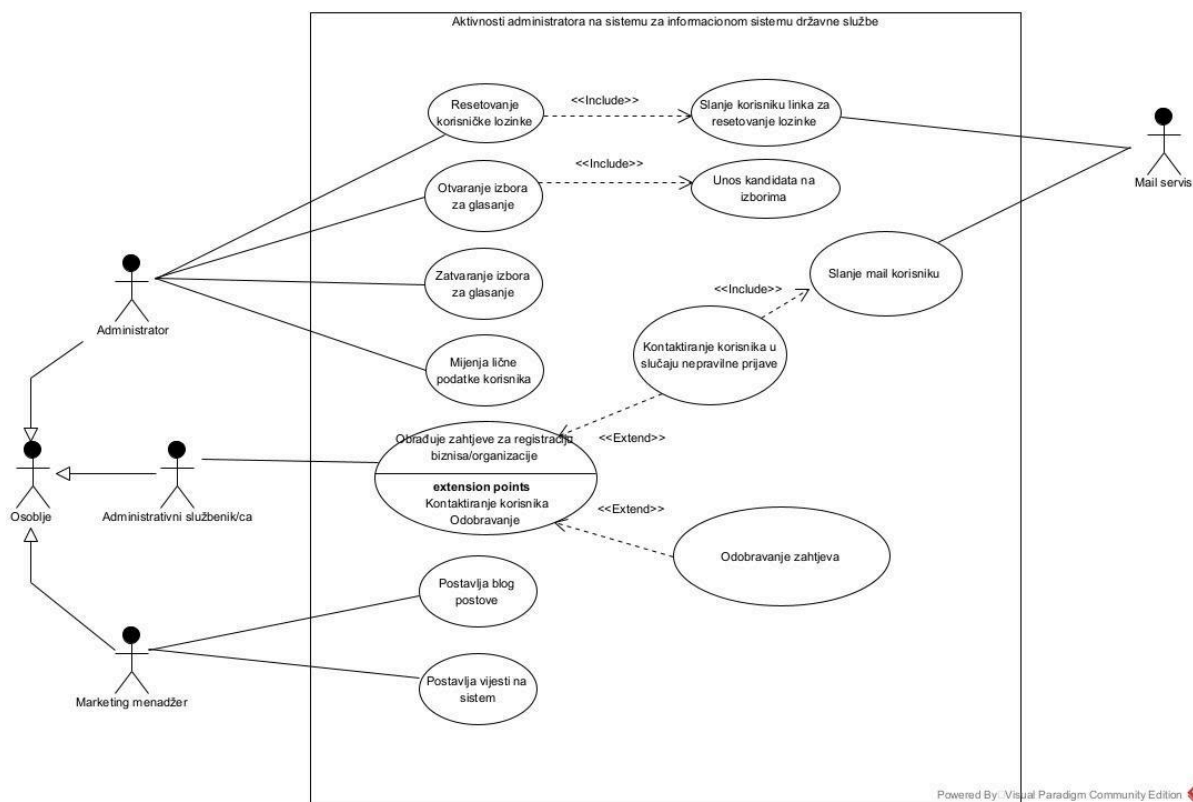 Aktivnosti administratora na sistemu za informacionom sistemu državne službe
Resetovanje
korisničke lozinke
<<Include>>
Slanje korisniku linka za
resetovanje lozinke
Mail servis
Otvaranje izbora
za glasanje
<<Include>>
Unos kandidata na
izborima
Slanje mail korisniku
Administrator
Zatvaranje izbora
za glasanje
<<Include>>
Kontaktiranje korisnika u
slučaju nepravilne prijave
Mijenja lične
podatke korisnika
<<Extend>>
Osoblje
Administrativni službenik/ca
Obrađuje zahtjeve za registraciju
biznisa/organizacije
extension points
Kontaktiranje korisnika
Odobravanje
<<Extend>>
Odobravanje zahtjeva
Postavlja blog
postove
Marketing menadžer
Postavlja vijesti na
sistem
Powered By Visual Paradigm Community Edition